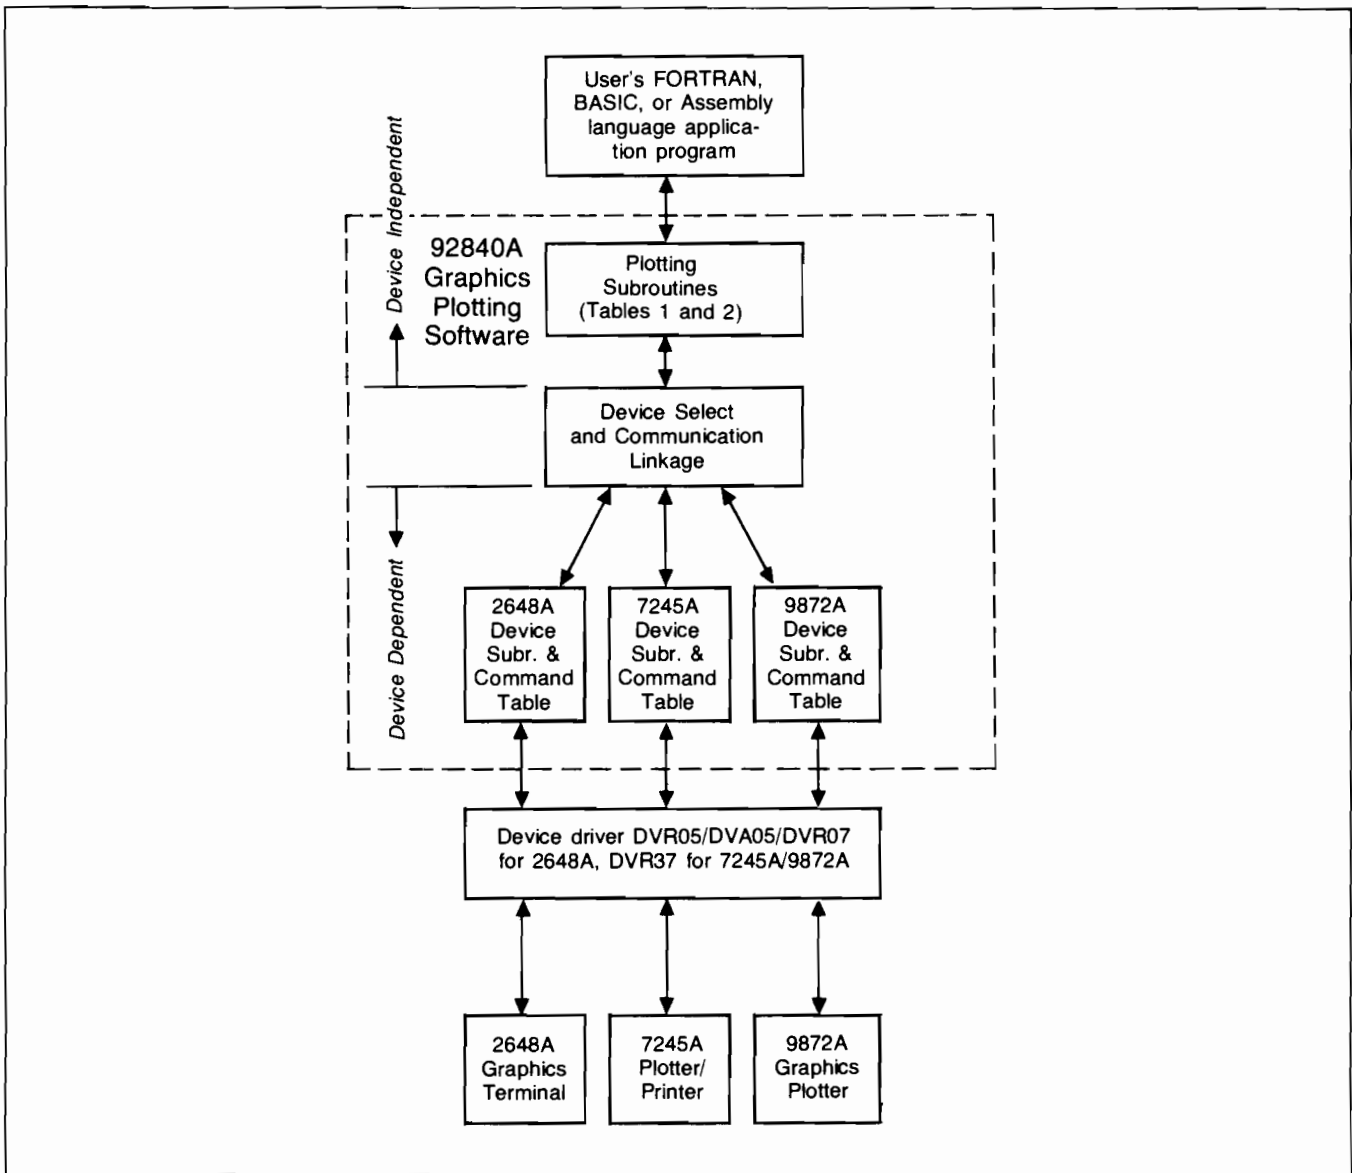 User's FORTRAN,
BASIC, or Assembly
language applica-
tion program
Device Independent
92840A
Graphics
Plotting
Software
Plotting
Subroutines
(Tables 1 and 2)
Device Select
and Communication
Linkage
Device Dependent
2648A
Device
Subr. &
Command
Table
7245A
Device
Subr. &
Command
Table
9872A
Device
Subr. &
Command
Table
Device driver DVR05/DVA05/DVR07
for 2648A, DVR37 for 7245A/9872A
2648A
Graphics
Terminal
7245A
Plotter/
Printer
9872A
Graphics
Plotter